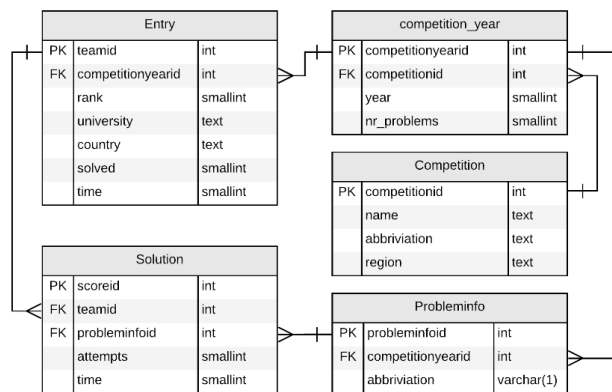 Entry
PK teamid int
FK competitionyearid int
rank smallint
university text
country text
solved smallint
time smallint
competition_year
PK competitionyearid int
FK competitionid int
year smallint
nr_problems smallint
Competition
PK competitionid int
name text
abbriviation text
region text
Solution
PK scoreid int
FK teamid int
FK probleminfoid int
attempts smallint
time smallint
Probleminfo
PK probleminfoid int
FK competitionyearid int
abbriviation varchar(1)